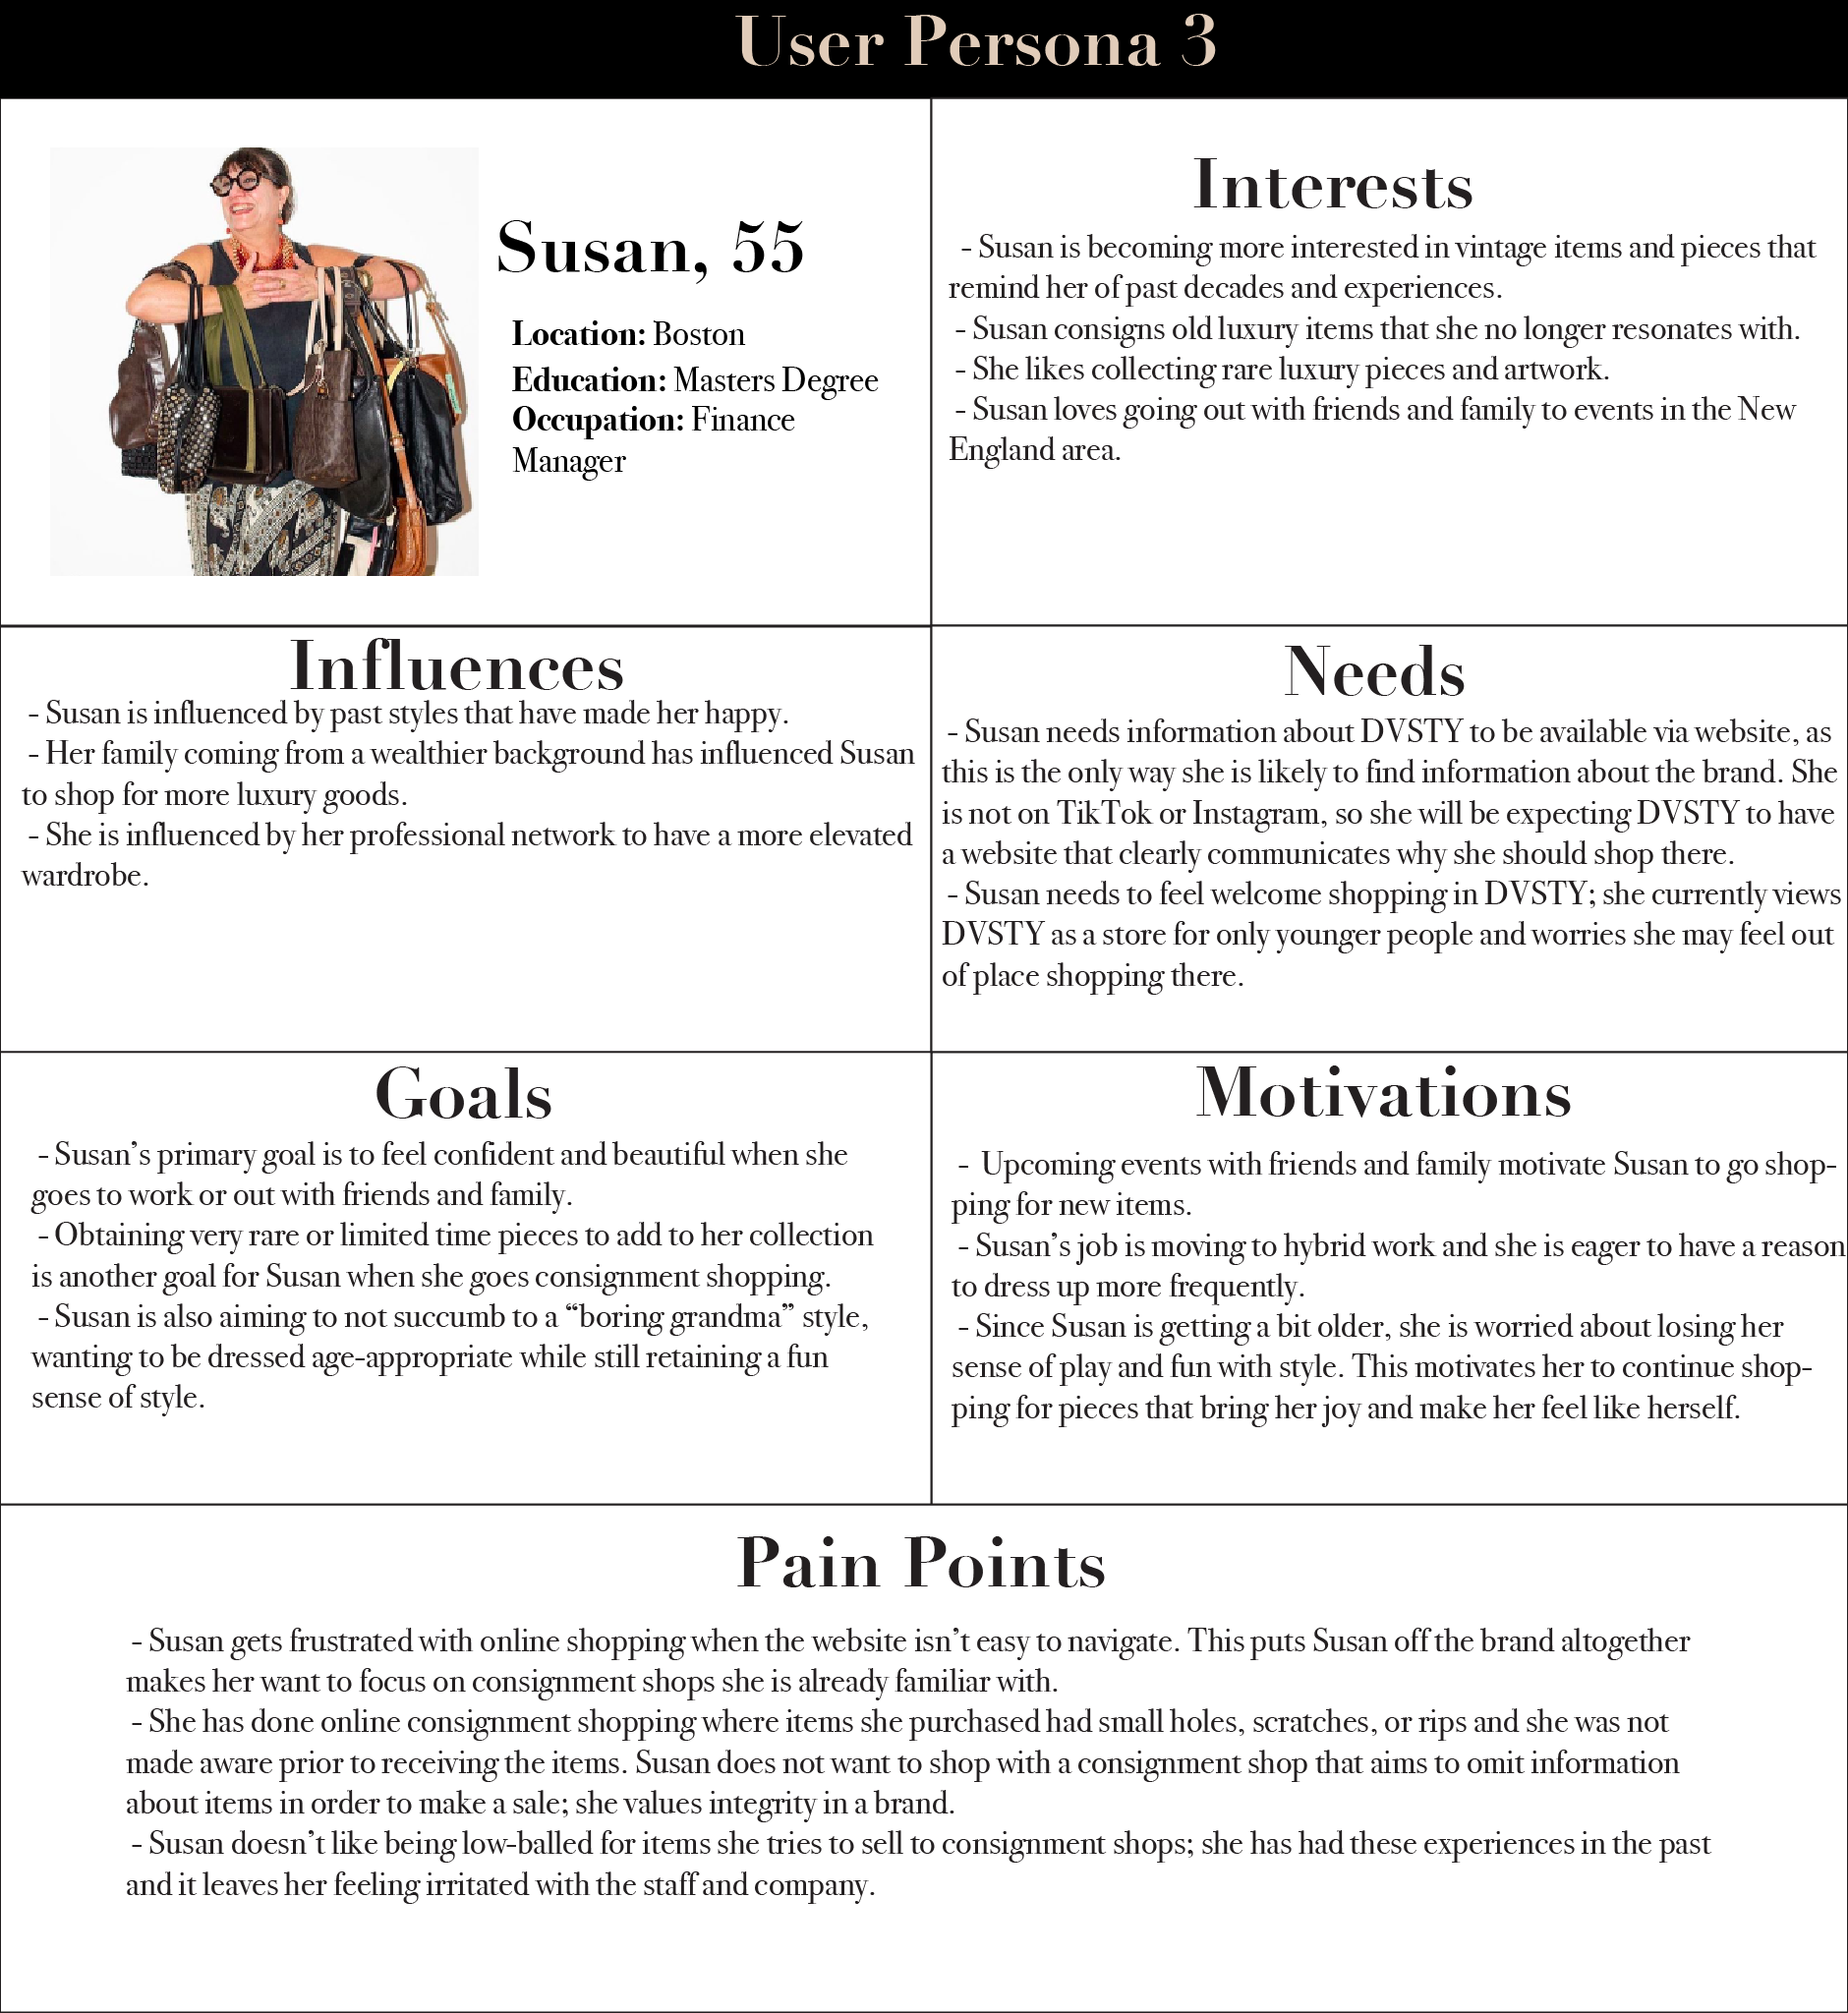 User Persona 3
Susan, 55
Location: Boston
Education: Masters Degree
Occupation: Finance
Manager
Interests
- Susan is becoming more interested in vintage items and pieces that
remind her of past decades and experiences.
- Susan consigns old luxury items that she no longer resonates with.
- She likes collecting rare luxury pieces and artwork.
- Susan loves going out with friends and family to events in the New
England area.
Influences
- Susan is influenced by past styles that have made her happy.
- Her family coming from a wealthier background has influenced Susan
to shop for more luxury goods.
- She is influenced by her professional network to have a more elevated
wardrobe.
Needs
- Susan needs information about DVSTY to be available via website, as
this is the only way she is likely to find information about the brand. She
is not on TikTok or Instagram, so she will be expecting DVSTY to have
a website that clearly communicates why she should shop there.
- Susan needs to feel welcome shopping in DVSTY; she currently views
DVSTY as a store for only younger people and worries she may feel out
of place shopping there.
Goals
- Susan’s primary goal is to feel confident and beautiful when she
goes to work or out with friends and family.
- Obtaining very rare or limited time pieces to add to her collection
is another goal for Susan when she goes consignment shopping.
- Susan is also aiming to not succumb to a “boring grandma” style,
wanting to be dressed age-appropriate while still retaining a fun
sense of style.
Motivations
- Upcoming events with friends and family motivate Susan to go shop-
ping for new items.
- Susan’s job is moving to hybrid work and she is eager to have a reason
to dress up more frequently.
- Since Susan is getting a bit older, she is worried about losing her
sense of play and fun with style. This motivates her to continue shop-
ping for pieces that bring her joy and make her feel like herself.
Pain Points
- Susan gets frustrated with online shopping when the website isn’t easy to navigate. This puts Susan off the brand altogether
makes her want to focus on consignment shops she is already familiar with.
- She has done online consignment shopping where items she purchased had small holes, scratches, or rips and she was not
made aware prior to receiving the items. Susan does not want to shop with a consignment shop that aims to omit information
about items in order to make a sale; she values integrity in a brand.
- Susan doesn’t like being low-balled for items she tries to sell to consignment shops; she has had these experiences in the past
and it leaves her feeling irritated with the staff and company.